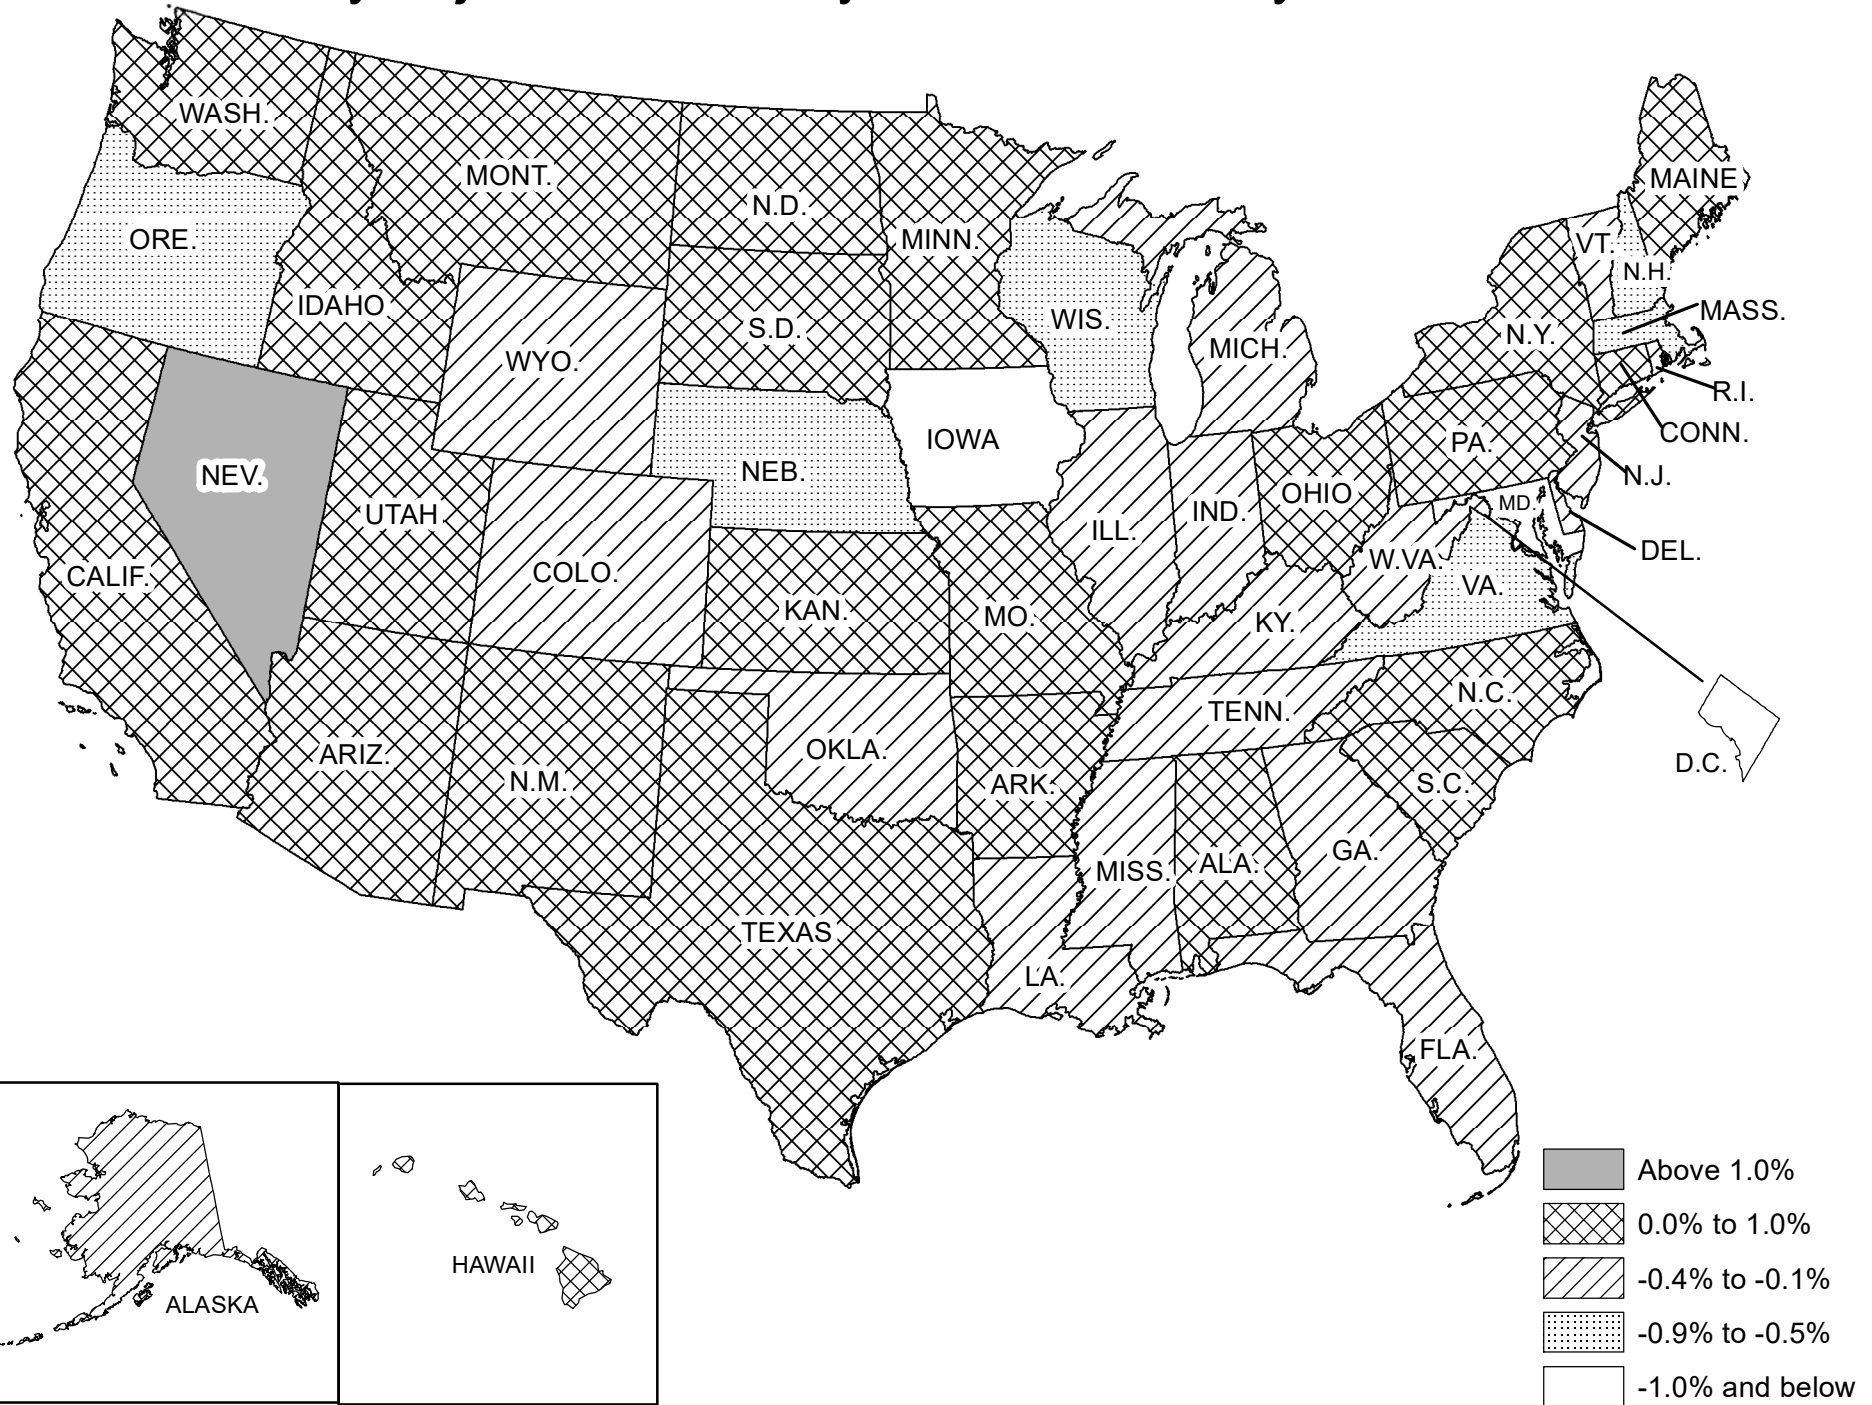 WASH.
MONT.
N.D.
MINN.
MAINE
ORE.
VT.
N.H.
IDAHO
WYO.
S.D.
WIS.
MICH.
N.Y.
MASS.
R.I.
CONN.
NEV.
UTAH
NEB.
IOWA
PA.
N.J.
CALIF.
COLO.
KAN.
MO.
ILL.
IND.
OHIO
MD.
DEL.
W.VA.
VA.
KY.
ARIZ.
N.M.
OKLA.
ARK.
TENN.
N.C.
D.C.
S.C.
MISS.
ALA.
GA.
TEXAS
LA.
FLA.
ALASKA
HAWAII
Above 1.0%
0.0% to 1.0%
-0.4% to -0.1%
-0.9% to -0.5%
-1.0% and below